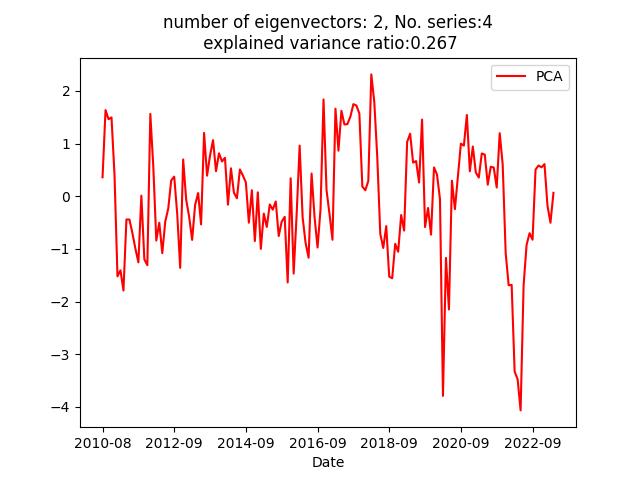 number of eigenvectors: 2, No. series:4
explained variance ratio:0.267
PCA
2
1
0
−1
−2
−3
−4
2010-08 2012-09 2014-09 2016-09 2018-09 2020-09 2022-09
Date